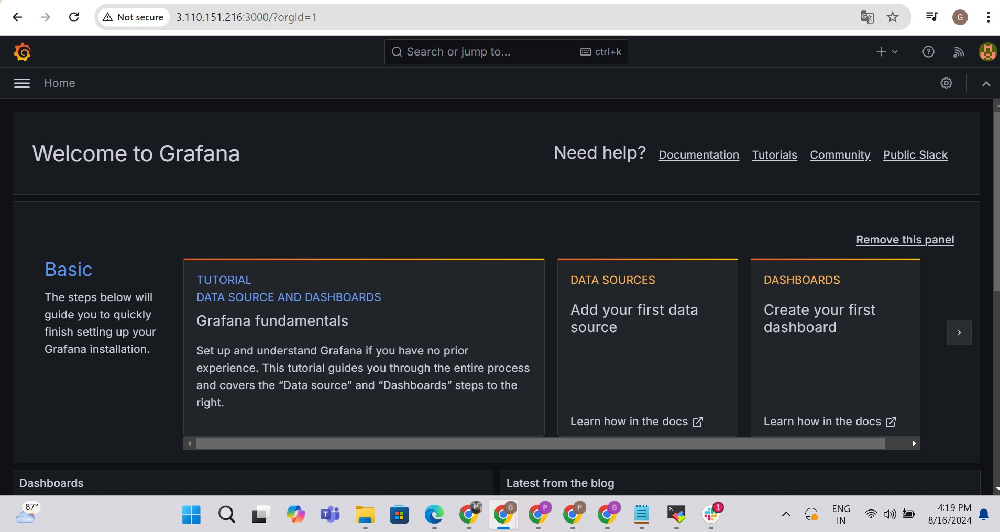 Not secure
3.110.151.216:3000/?orgId=1
G
Search or jump to...
ctrl+k
Home
Welcome to Grafana
Need help?
Documentation
Tutorials
Community
Public Slack
Remove this panel
Basic
The steps below will
guide you to quickly
finish setting up your
Grafana installation.
TUTORIAL
DATA SOURCE AND DASHBOARDS
Grafana fundamentals
Set up and understand Grafana if you have no prior
experience. This tutorial guides you through the entire process
and covers the “Data source” and “Dashboards” steps to the
right.
DATA SOURCES
Add your first data
source
Learn how in the docs
DASHBOARDS
Create your first
dashboard
Learn how in the docs
Dashboards
Latest from the blog
87°
G
P
P
G
1
ENG
IN
4:19 PM
8/16/2024